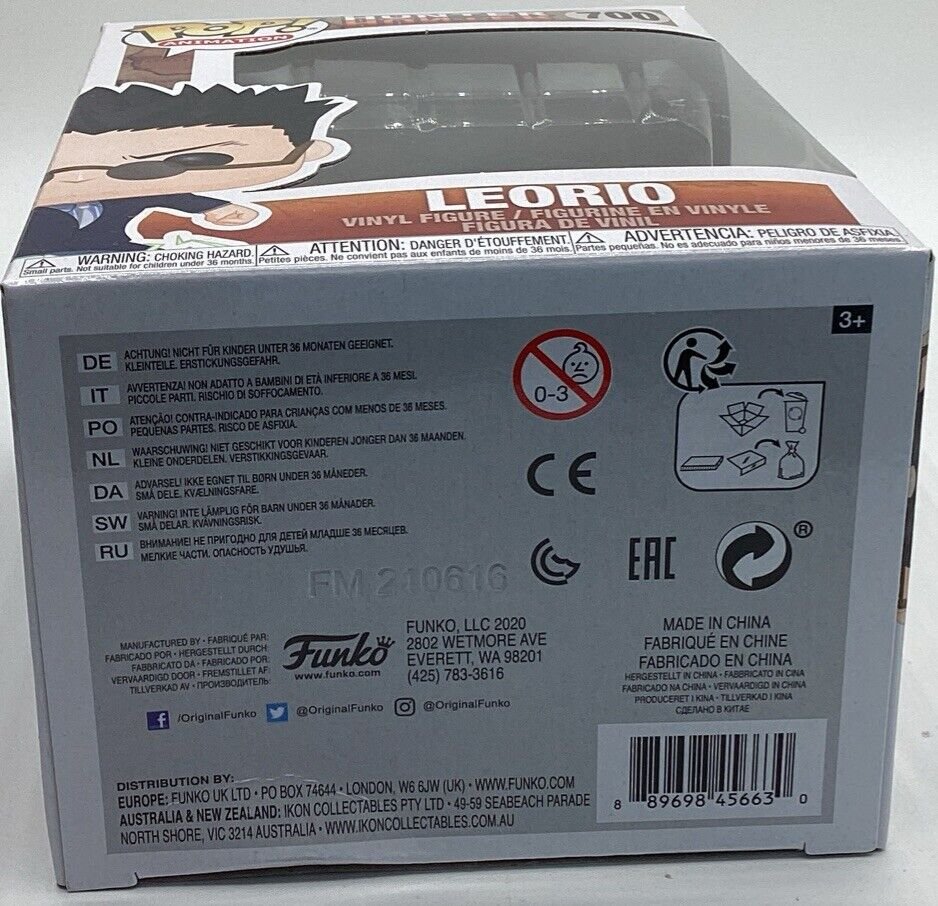 POP!
ANIMATION
HUNTER
HUNTER
700
LEORIO
VINYL FIGURE / FIGURINE EN VINYLE
FIGURA DE VINIL
WARNING: CHOKING HAZARD.
Small parts. Not suitable for children under 36 months.
ATTENTION: DANGER D'ÉTOUFFEMENT.
Petites pièces. Ne convient pas aux enfants de moins de 36 mois.
ADVERTENCIA: PELIGRO DE ASFIXIA
Partes pequeñas. No es adecuado para niños menores de 36 meses
3+
DE ACHTUNG! NICHT FÜR KINDER UNTER 36 MONATEN GEEIGNET.
KLEINTEILE. ERSTICKUNGSGEFAHR.
IT AVVERTENZA! NON ADATTO A BAMBINI DI ETÀ INFERIORE A 36 MESI.
PICCOLE PARTI. RISCHIO DI SOFFOCAMENTO.
PO ATENÇÃO! CONTRA-INDICADO PARA CRIANÇAS COM MENOS DE 36 MESES.
PEQUENAS PARTES. RISCO DE ASFIXIA.
NL WAARSCHUWING! NIET GESCHIKT VOOR KINDEREN JONGER DAN 36 MAANDEN.
KLEINE ONDERDELEN. VERSTIKKINGSGEVAAR.
DA ADVARSEL! IKKE EGNET TIL BØRN UNDER 36 MÅNEDER.
SMÅ DELE. KVÆLNINGSFARE.
SW VARNING! INTE LÄMPLIG FÖR BARN UNDER 36 MÅNADER.
SMÅ DELAR. KVÄVNINGSRISK.
RU ВНИМАНИЕ! НЕ ПРИГОДНО ДЛЯ ДЕТЕЙ МЛАДШЕ 36 МЕСЯЦЕВ.
МЕЛКИЕ ЧАСТИ. ОПАСНОСТЬ УДУШЬЯ.
0-3
CE
EAC
®
FM 210616
MANUFACTURED BY • FABRIQUÉ PAR:
FABRICADO POR • HERGESTELLT DURCH:
FABBRICATO DA • FABRICADO POR:
VERVAARDIGD DOOR • FREMSTILLET AF:
TILLVERKAD AV • ПРОИЗВОДИТЕЛЬ:
Funko
www.funko.com
FUNKO, LLC 2020
2802 WETMORE AVE
EVERETT, WA 98201
(425) 783-3616
/OriginalFunko @OriginalFunko @OriginalFunko
MADE IN CHINA
FABRIQUÉ EN CHINE
FABRICADO EN CHINA
HERGESTELLT IN CHINA • FABBRICATO IN CINA
FABRICADO NA CHINA • VERVAARDIGD IN CHINA
PRODUCERET I KINA • TILLVERKAD I KINA
СДЕЛАНО В КИТАЕ
DISTRIBUTION BY:
EUROPE: FUNKO UK LTD • PO BOX 74644 • LONDON, W6 6JW (UK) • WWW.FUNKO.COM
AUSTRALIA & NEW ZEALAND: IKON COLLECTABLES PTY LTD • 49-59 SEABEACH PARADE
NORTH SHORE, VIC 3214 AUSTRALIA • WWW.IKONCOLLECTABLES.COM.AU
8 89698 45663 0